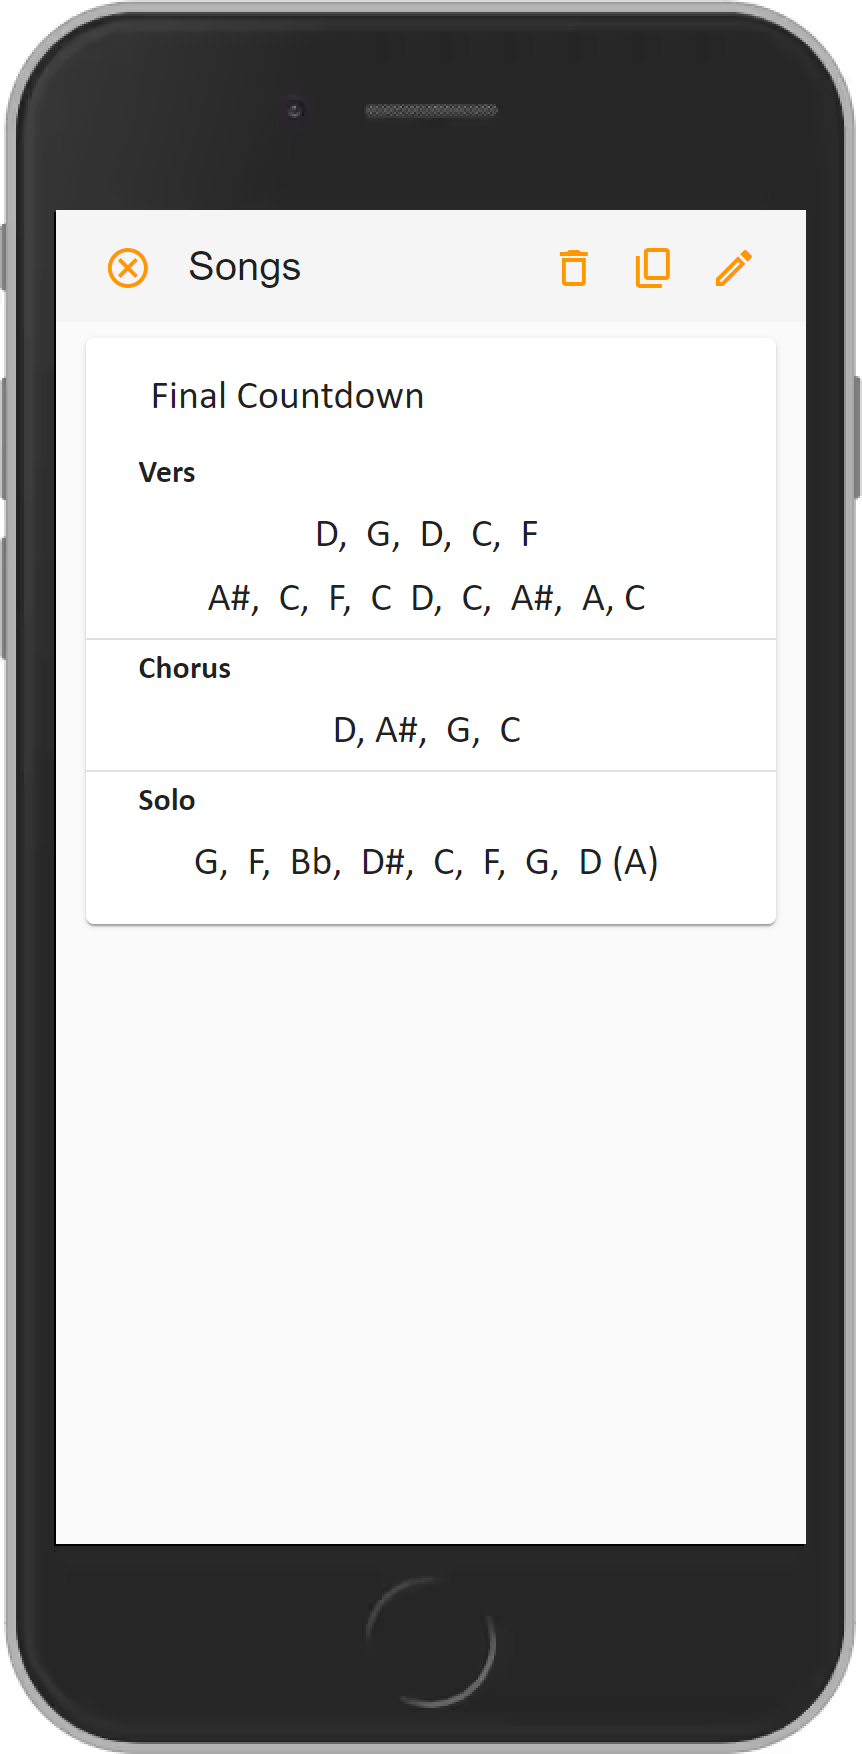 Songs
Final Countdown
Vers
D, G, D, C, F
A#, C, F, C D, C, A#, A, C
Chorus
D, A#, G, C
Solo
G, F, Bb, D#, C, F, G, D (A)